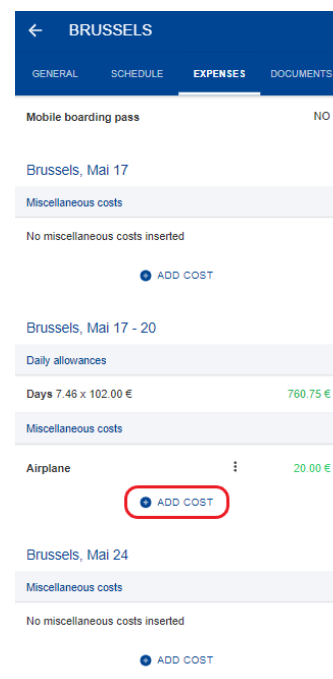 ← BRUSSELS
GENERAL SCHEDULE EXPENSES DOCUMENTS
Mobile boarding pass NO
Brussels, Mai 17
Miscellaneous costs
No miscellaneous costs inserted
ADD COST
Brussels, Mai 17 - 20
Daily allowances
Days 7.46 x 102.00 € 760.75 €
Miscellaneous costs
Airplane 20.00 €
ADD COST
Brussels, Mai 24
Miscellaneous costs
No miscellaneous costs inserted
ADD COST